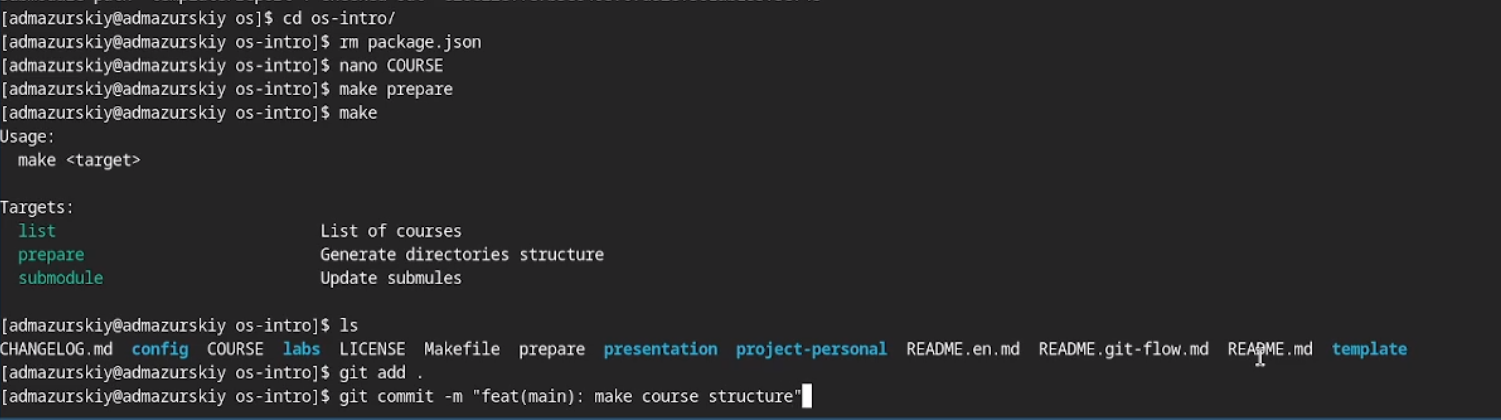 [admazurskiy@admazurskiy os]$ cd os-intro/
[admazurskiy@admazurskiy os-intro]$ rm package.json
[admazurskiy@admazurskiy os-intro]$ nano COURSE
[admazurskiy@admazurskiy os-intro]$ make prepare
[admazurskiy@admazurskiy os-intro]$ make
Usage:
  make <target>

Targets:
  list                            List of courses
  prepare                         Generate directories structure
  submodule                       Update submules

[admazurskiy@admazurskiy os-intro]$ ls
CHANGELOG.md  config  COURSE  labs  LICENSE  Makefile  prepare  presentation  project-personal  README.en.md  README.git-flow.md  README.md  template
[admazurskiy@admazurskiy os-intro]$ git add .
[admazurskiy@admazurskiy os-intro]$ git commit -m "feat(main): make course structure"